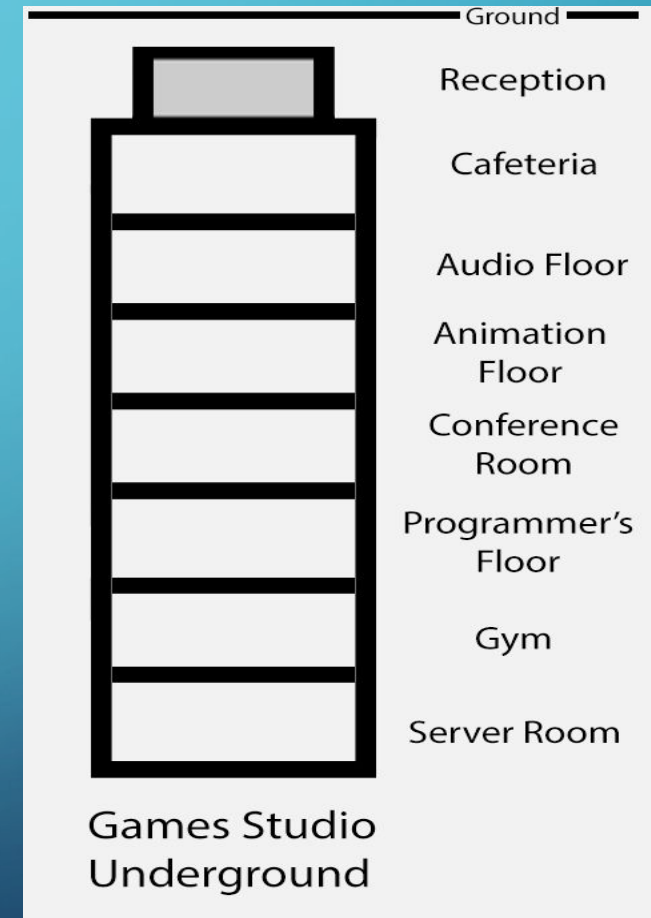 Ground
Reception
Cafeteria
Audio Floor
Animation
Floor
Conference
Room
Programmer’s
Floor
Gym
Server Room
Games Studio
Underground